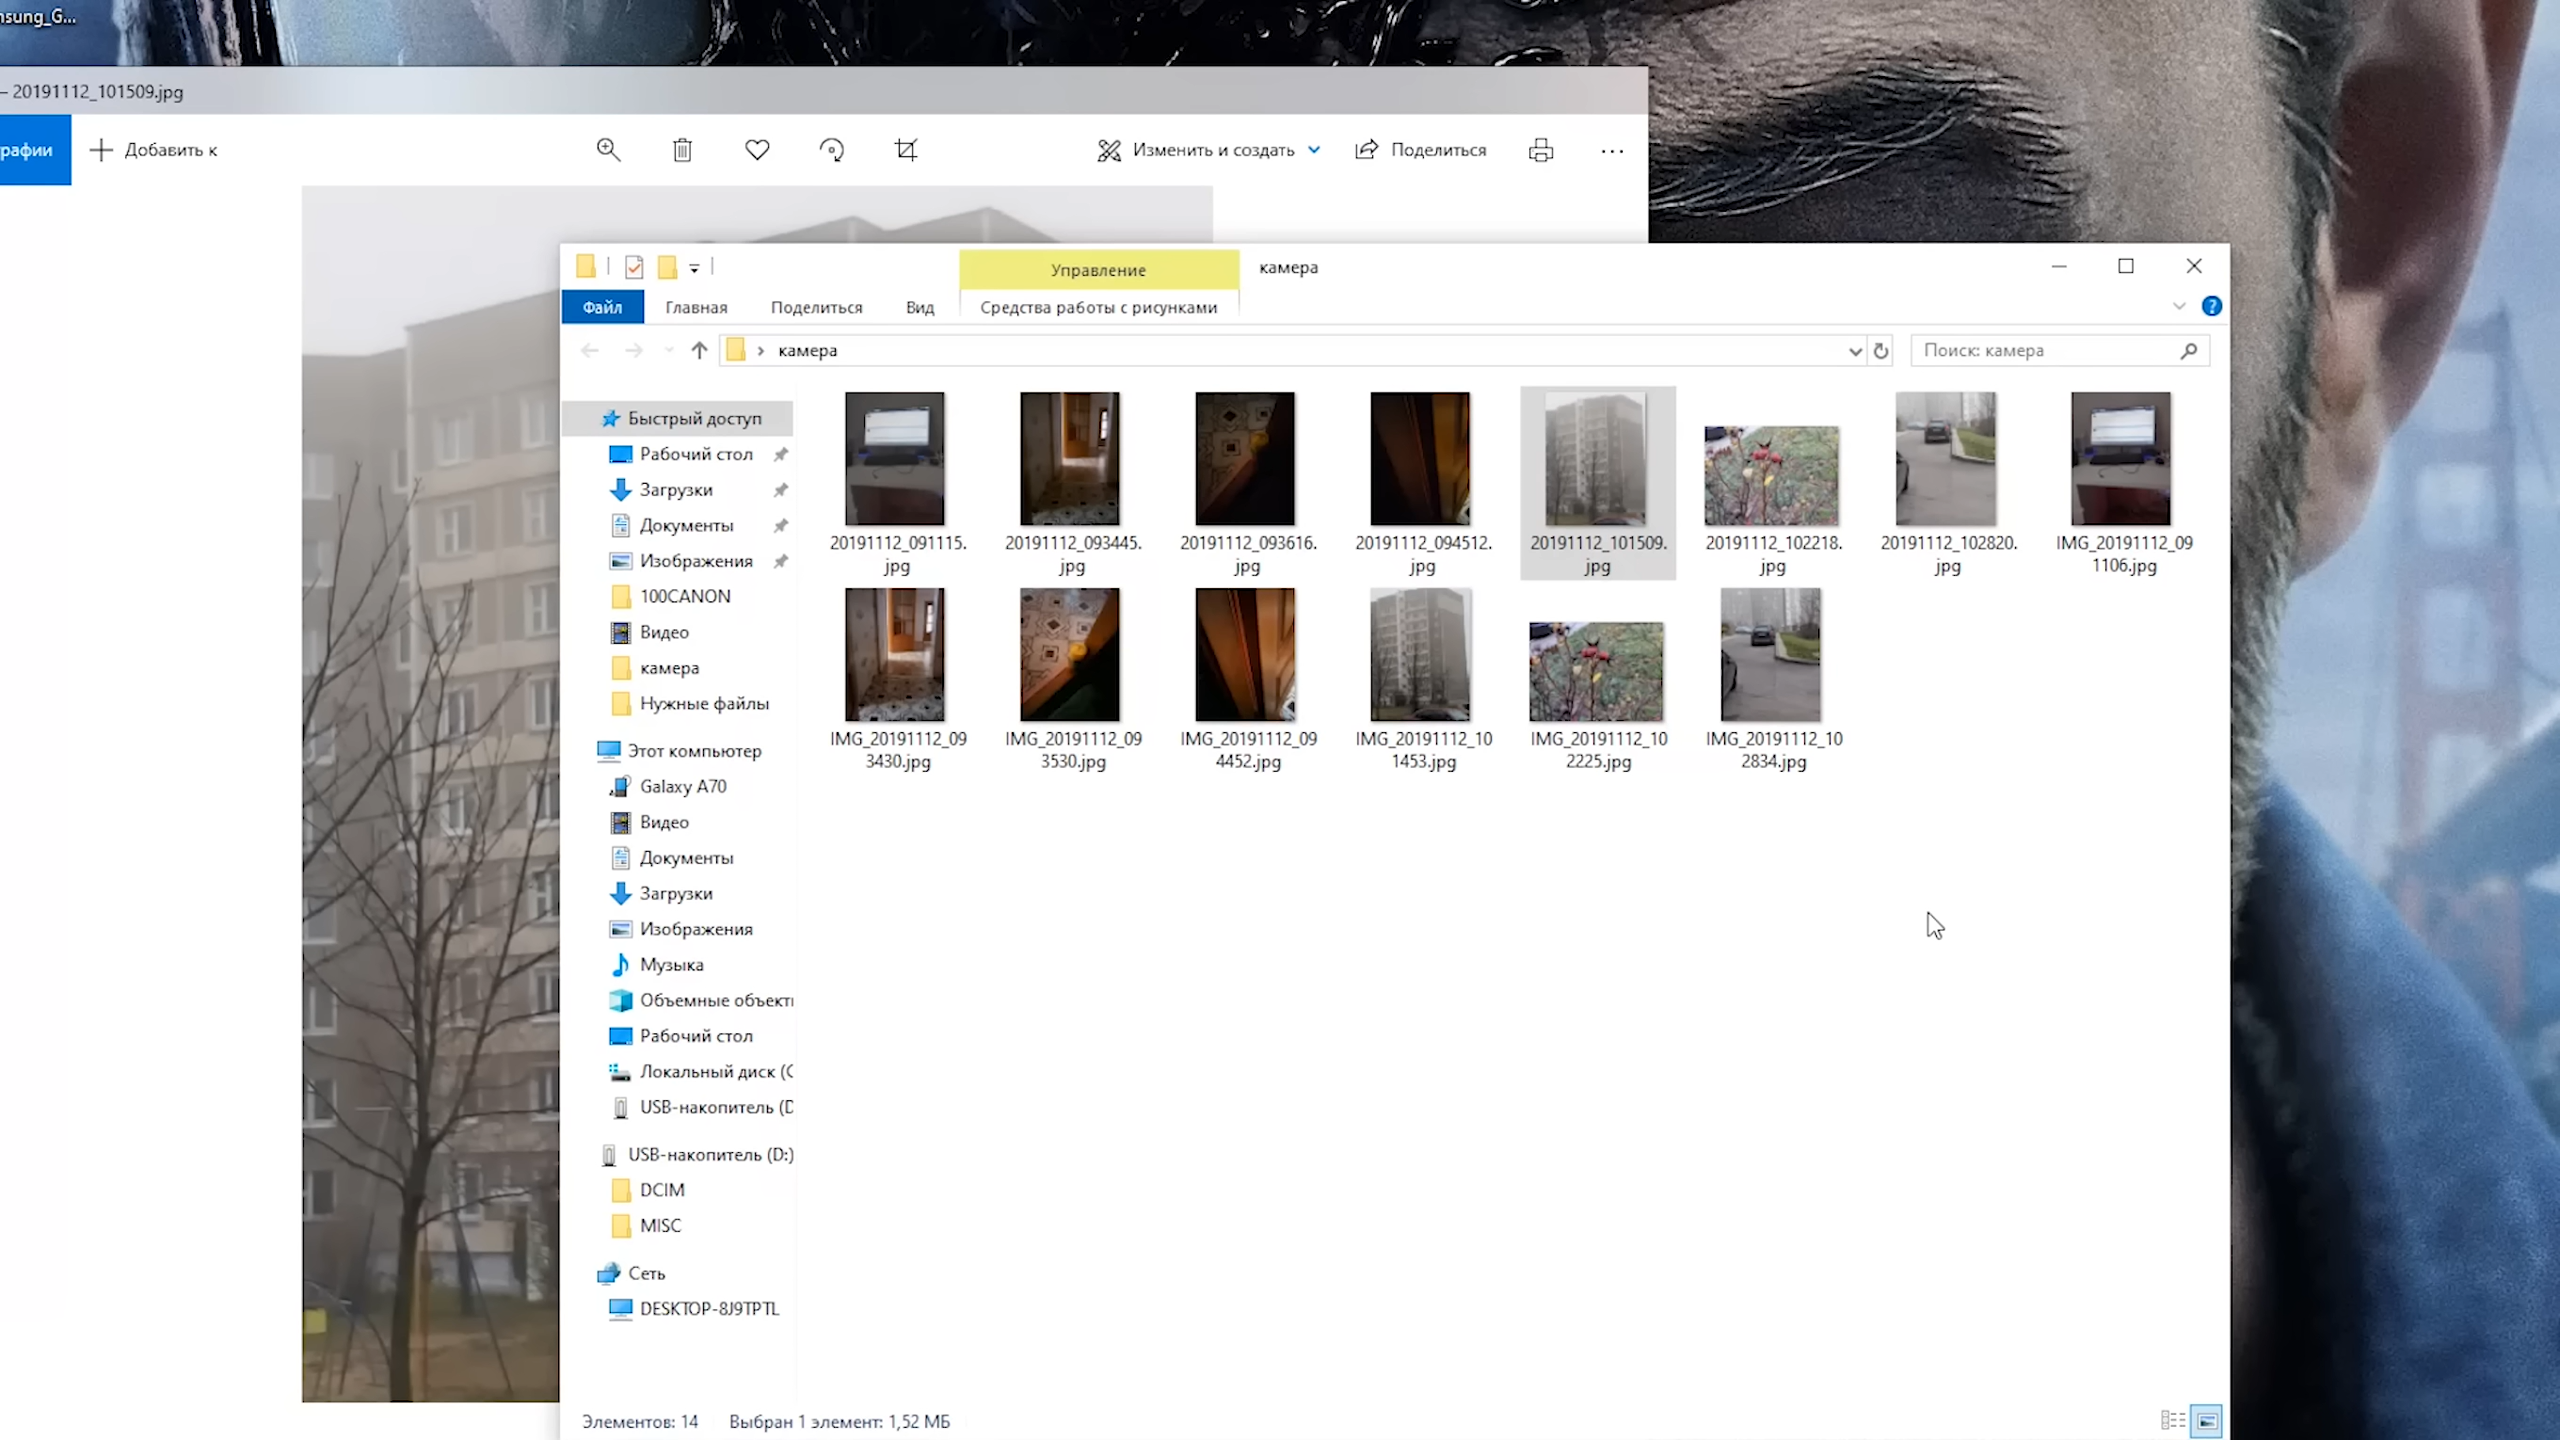 — 20191112_101509.jpg
Добавить к
Изменить и создать
Поделиться
Управление
камера
Файл
Главная
Поделиться
Вид
Средства работы с рисунками
камера
Поиск: камера
Быстрый доступ
Рабочий стол
Загрузки
Документы
Изображения
100CANON
Видео
камера
Нужные файлы
Этот компьютер
Galaxy A70
Видео
Документы
Загрузки
Изображения
Музыка
Объемные объект
Рабочий стол
Локальный диск (C
USB-накопитель (D
USB-накопитель (D:)
DCIM
MISC
Сеть
DESKTOP-8J9TPTL
20191112_091115.
jpg
20191112_093445.
jpg
20191112_093616.
jpg
20191112_094512.
jpg
20191112_101509.
jpg
20191112_102218.
jpg
20191112_102820.
jpg
IMG_20191112_09
1106.jpg
IMG_20191112_09
3430.jpg
IMG_20191112_09
3530.jpg
IMG_20191112_09
4452.jpg
IMG_20191112_10
1453.jpg
IMG_20191112_10
2225.jpg
IMG_20191112_10
2834.jpg
Элементов: 14
Выбран 1 элемент: 1,52 МБ